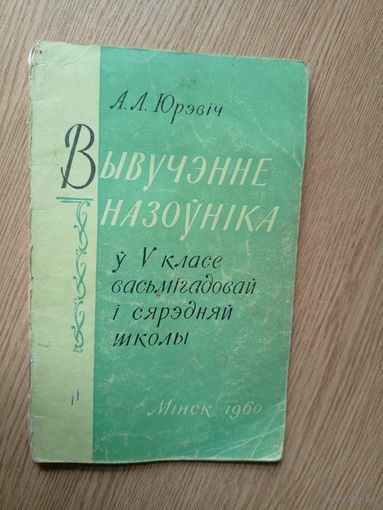 А.Л. Юрэвіч
Вывучэнне
назоўніка
ў V класе
васьмігадовай
і сярэдняй
школы
Мінск 1960